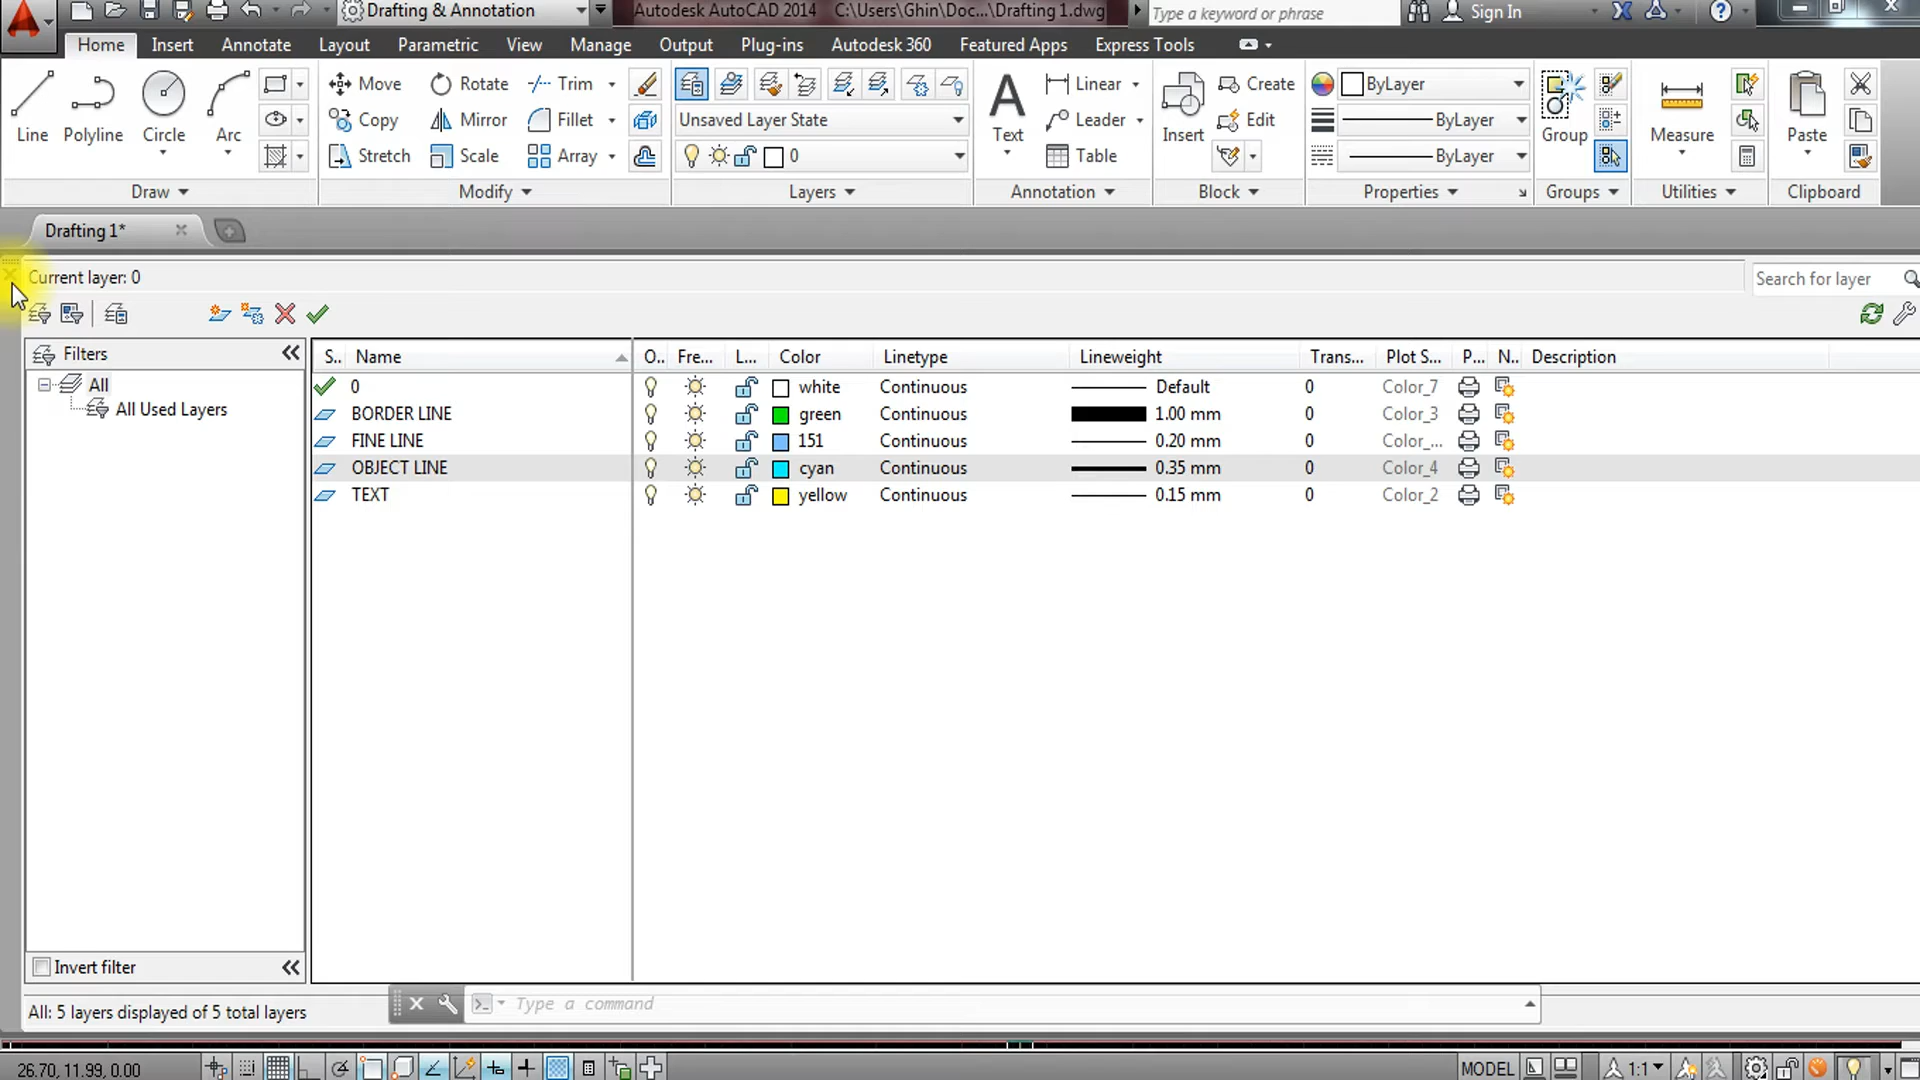 Drafting & Annotation Autodesk AutoCAD 2014 C:\Users\Ghin\Doc...\Drafting 1.dwg Type a keyword or phrase Sign In
Home Insert Annotate Layout Parametric View Manage Output Plug-ins Autodesk 360 Featured Apps Express Tools
Move Rotate Trim Linear Create ByLayer
Line Polyline Circle Arc Copy Mirror Fillet Unsaved Layer State Text Leader Insert Edit ByLayer Group Measure Paste
Stretch Scale Array 0 Table ByLayer
Draw Modify Layers Annotation Block Properties Groups Utilities Clipboard
Drafting 1*
Current layer: 0 Search for layer
Filters S.. Name O.. Fre... L... Color Linetype Lineweight Trans... Plot S... P... N.. Description
All 0 white Continuous Default 0 Color_7
All Used Layers BORDER LINE green Continuous 1.00 mm 0 Color_3
FINE LINE 151 Continuous 0.20 mm 0 Color_...
OBJECT LINE cyan Continuous 0.35 mm 0 Color_4
TEXT yellow Continuous 0.15 mm 0 Color_2
Invert filter
All: 5 layers displayed of 5 total layers Type a command
26.70, 11.99, 0.00 MODEL 1:1